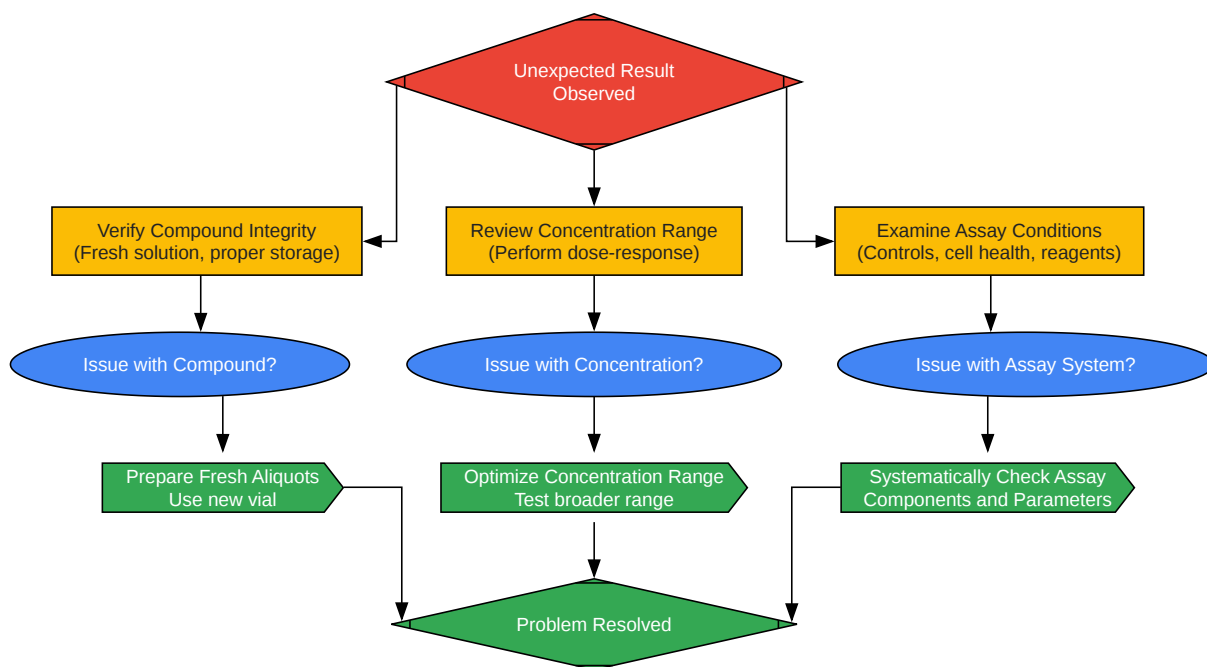 Unexpected Result
Observed
Verify Compound Integrity
(Fresh solution, proper storage)
Review Concentration Range
(Perform dose-response)
Examine Assay Conditions
(Controls, cell health, reagents)
Issue with Compound?
Issue with Concentration?
Issue with Assay System?
Prepare Fresh Aliquots
Use new vial
Optimize Concentration Range
Test broader range
Systematically Check Assay
Components and Parameters
Problem Resolved